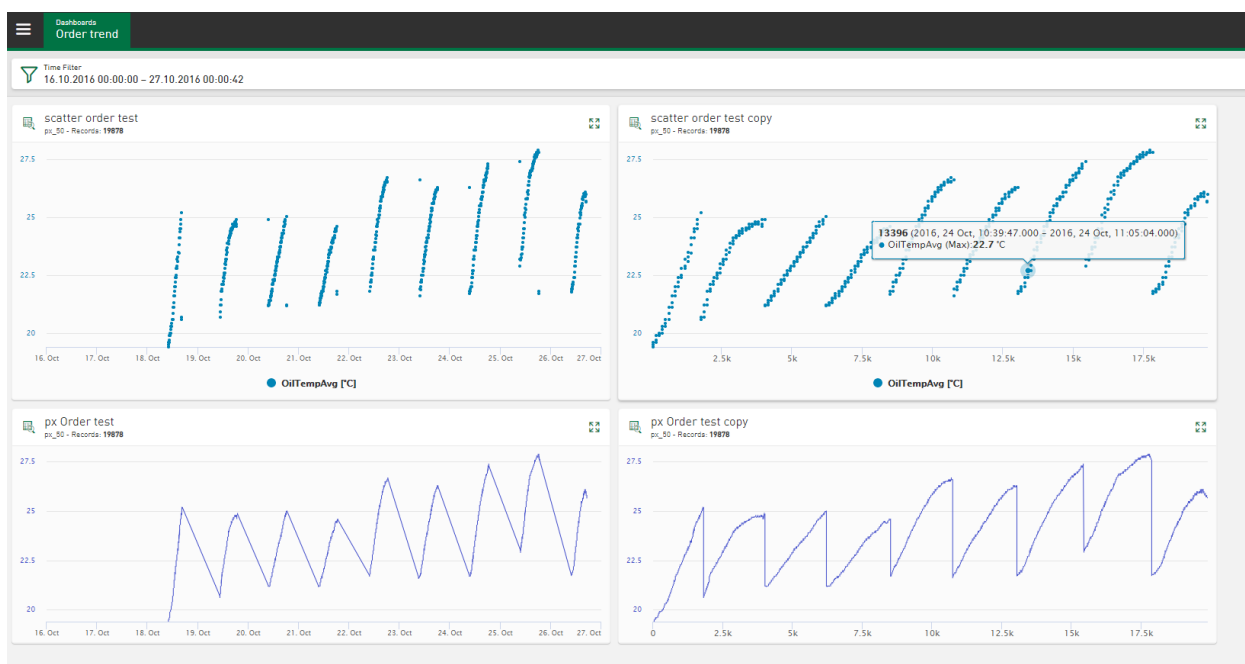 Dashboards
Order trend
Time Filter
16.10.2016 00:00:00 – 27.10.2016 00:00:42
scatter order test
px_50 - Records: 19878
27.5
25
22.5
20
16. Oct 17. Oct 18. Oct 19. Oct 20. Oct 21. Oct 22. Oct 23. Oct 24. Oct 25. Oct 26. Oct 27. Oct
OilTempAvg [°C]
scatter order test copy
px_50 - Records: 19878
27.5
25
22.5
20
13396 (2016, 24 Oct, 10:39:47.000 - 2016, 24 Oct, 11:05:04.000)
OilTempAvg (Max): 22.7 °C
2.5k 5k 7.5k 10k 12.5k 15k 17.5k
OilTempAvg [°C]
px Order test
px_50 - Records: 19878
27.5
25
22.5
20
16. Oct 17. Oct 18. Oct 19. Oct 20. Oct 21. Oct 22. Oct 23. Oct 24. Oct 25. Oct 26. Oct 27. Oct
px Order test copy
px_50 - Records: 19878
27.5
25
22.5
20
0 2.5k 5k 7.5k 10k 12.5k 15k 17.5k